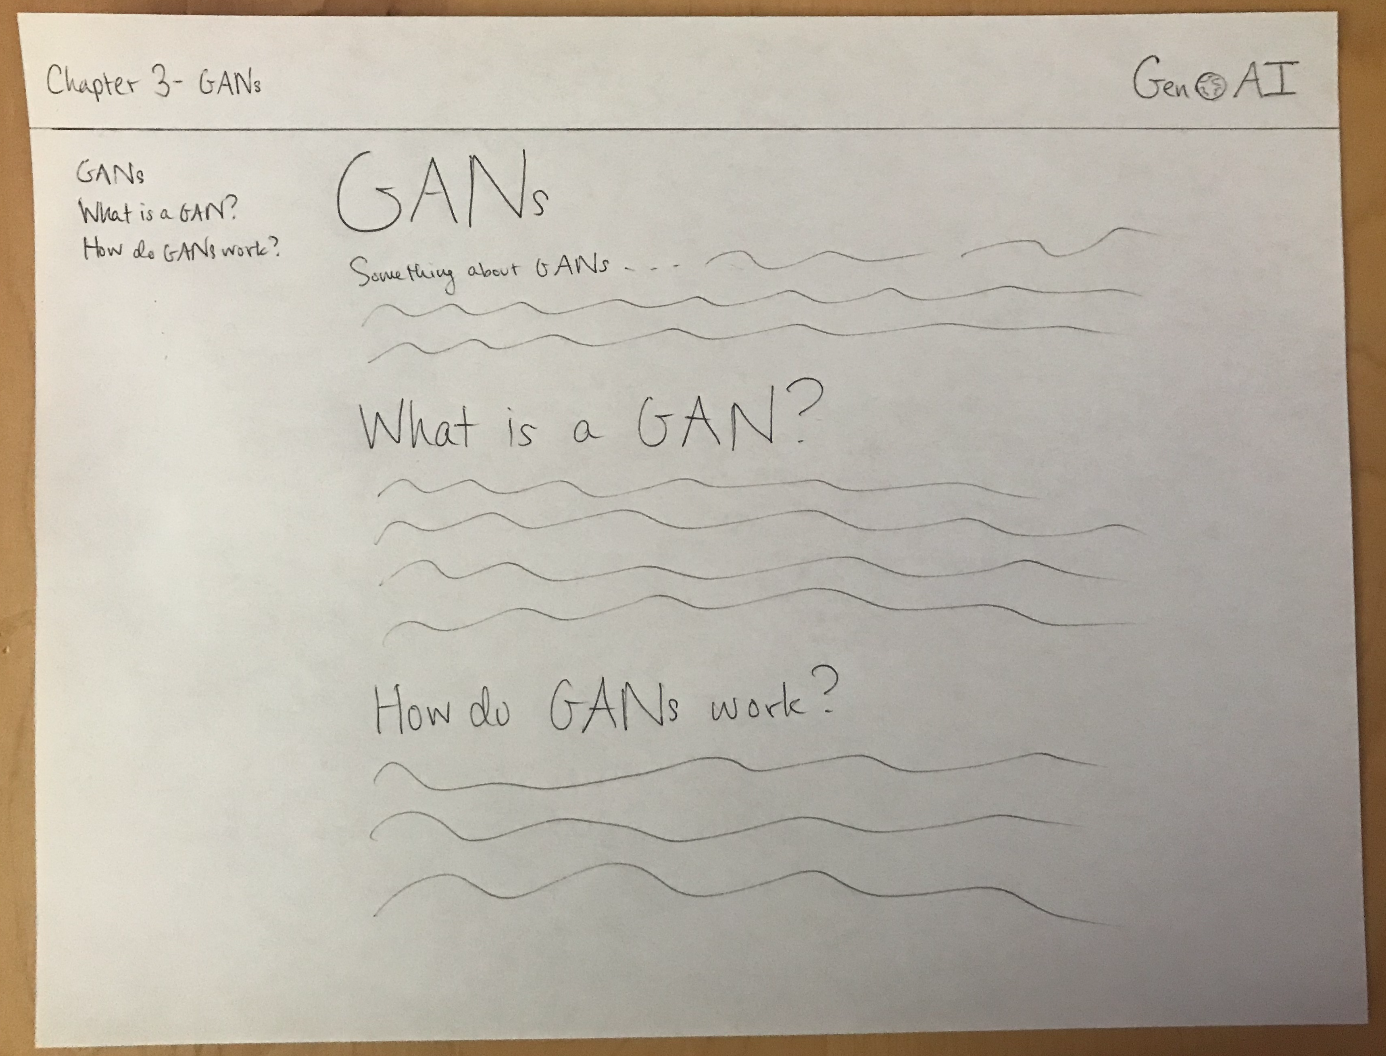 Chapter 3- GANs
Gen AI
GANs
What is a GAN?
How do GANs work?
GANs
Something about GANs - - - -
What is a GAN?
How do GANs work?